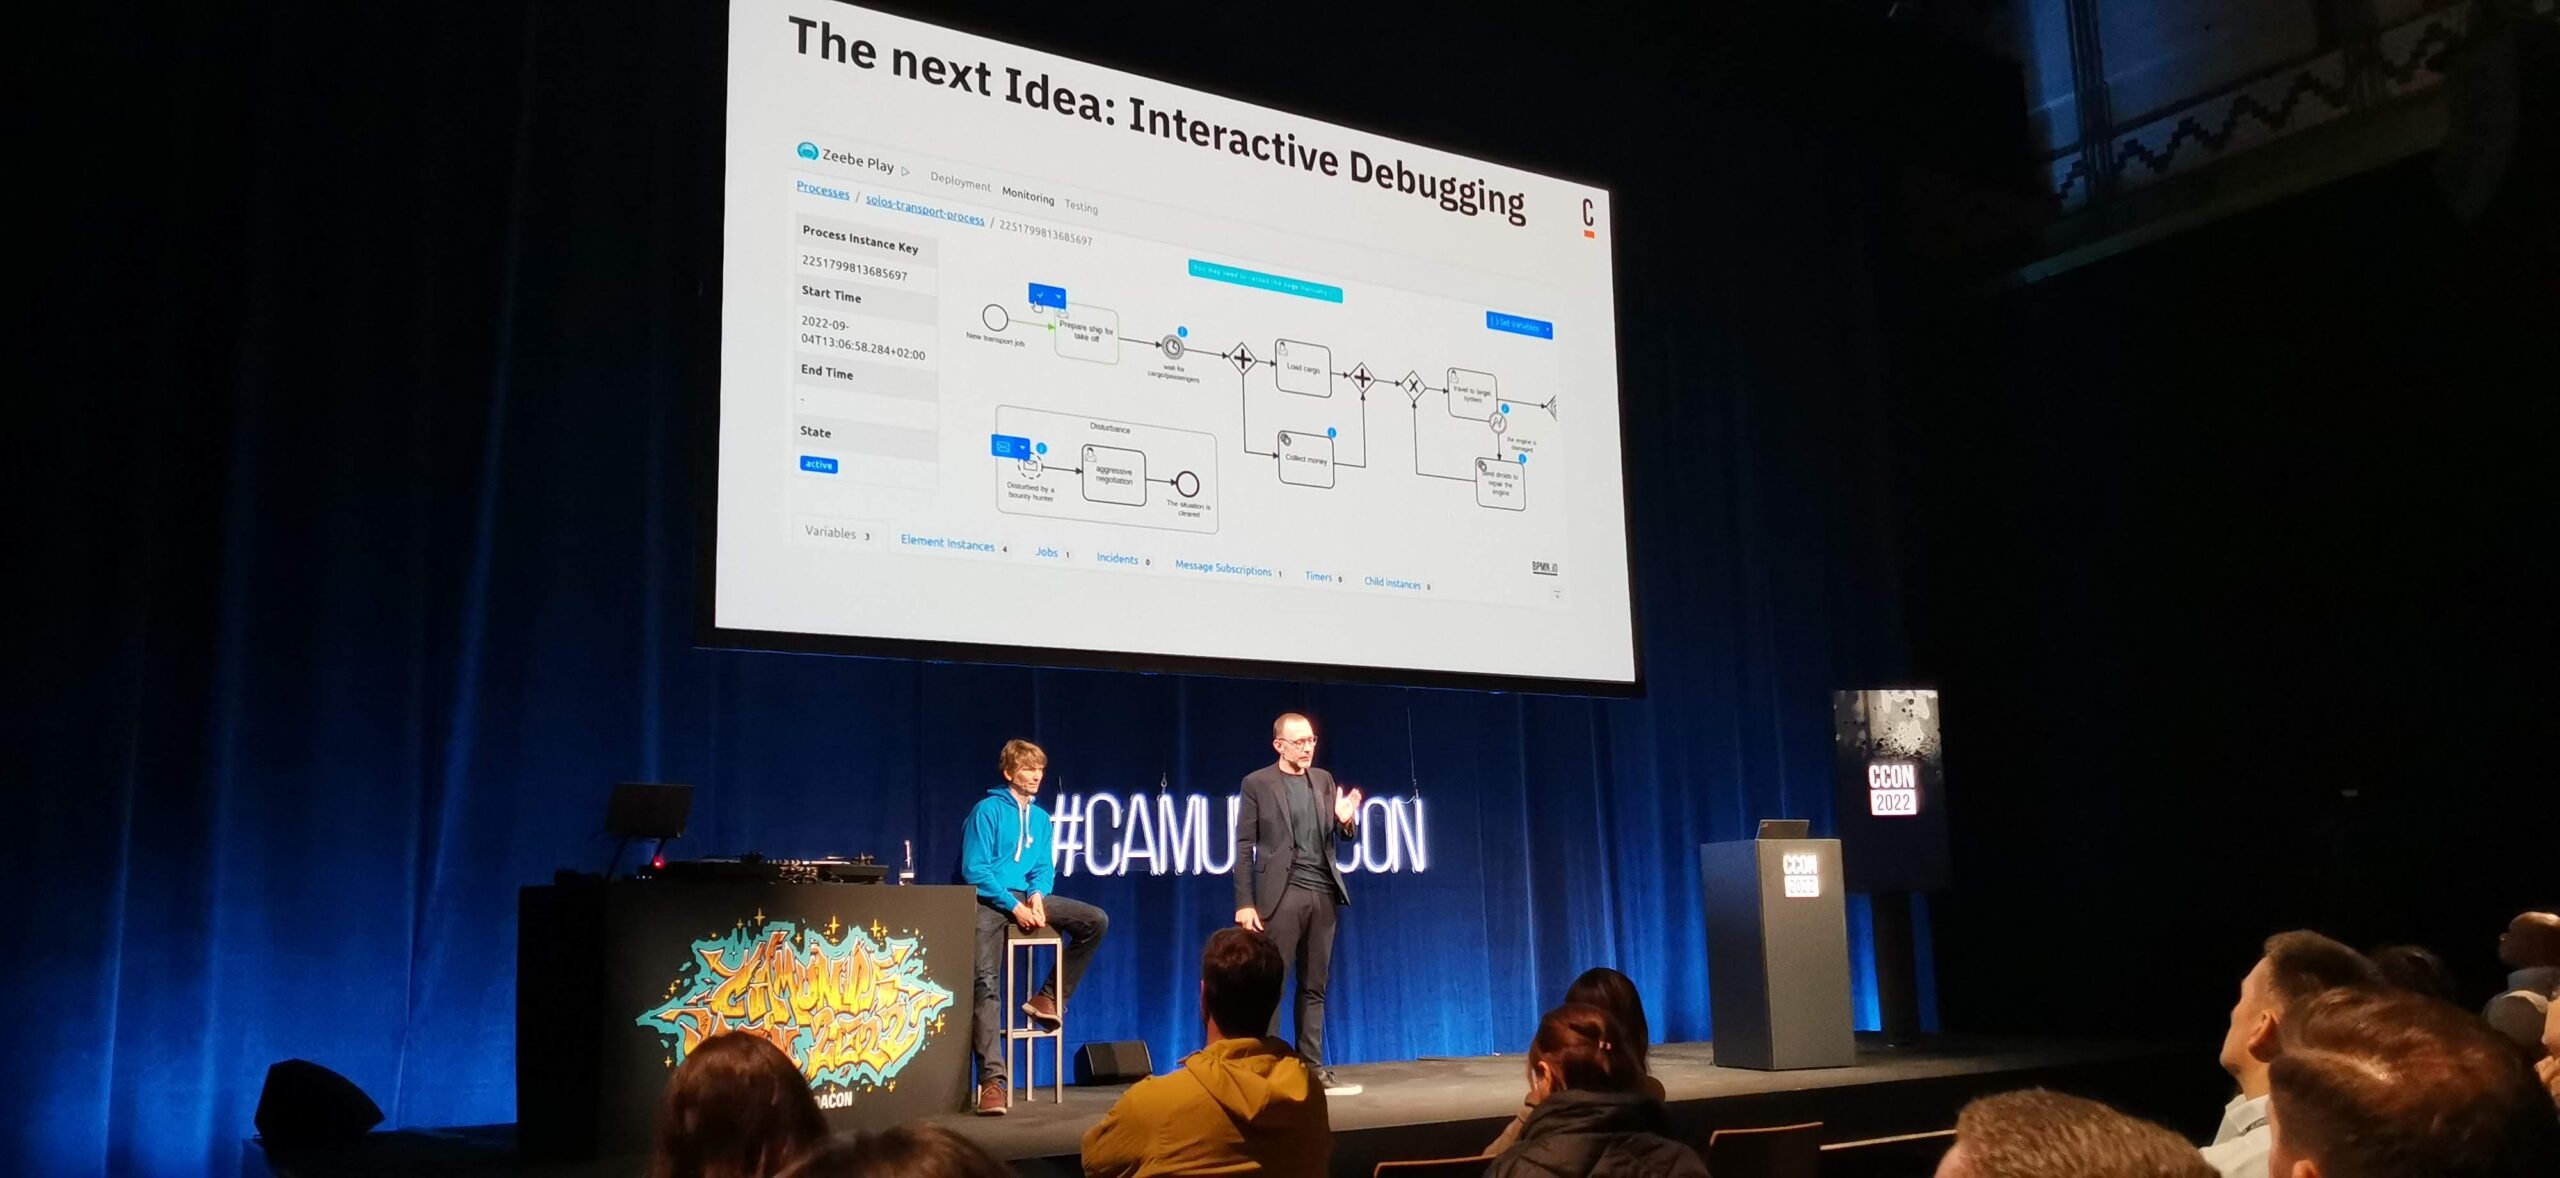 The next Idea: Interactive Debugging
C
Zeebe Play
Deployment Monitoring Testing
Processes / solos-transport-process / 2251799813685697
Process Instance Key
2251799813685697
Start Time
2022-09-
04T13:06:58.284+02:00
End Time
-
State
active
{ } Set Variables
New transport job
Prepare ship for
take off
wait for
cargo/passengers
Load cargo
Collect money
travel to target
system
the engine is
damaged
send droids to
repair the
engine
Disturbance
Disturbed by a
bounty hunter
aggressive
negotiation
The situation is
cleared
Variables 3 Element Instances 4 Jobs 1 Incidents 0 Message Subscriptions 1 Timers 0 Child Instances 0
BPMN.iO
#CAMU CON
CCON
2022
CCON
2022
CAMUNDA
2022
DACON